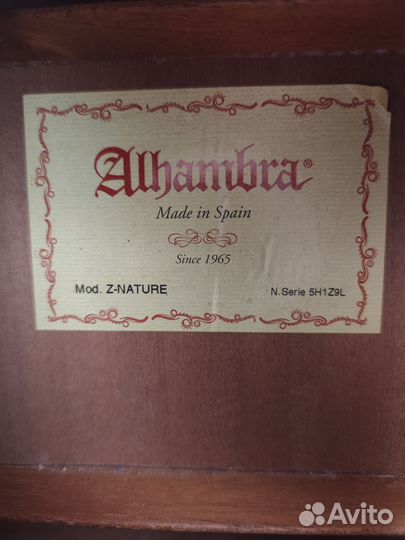 Alhambra®
Made in Spain
Since 1965
Mod. Z-NATURE N.Serie 5H1Z9L
Avito